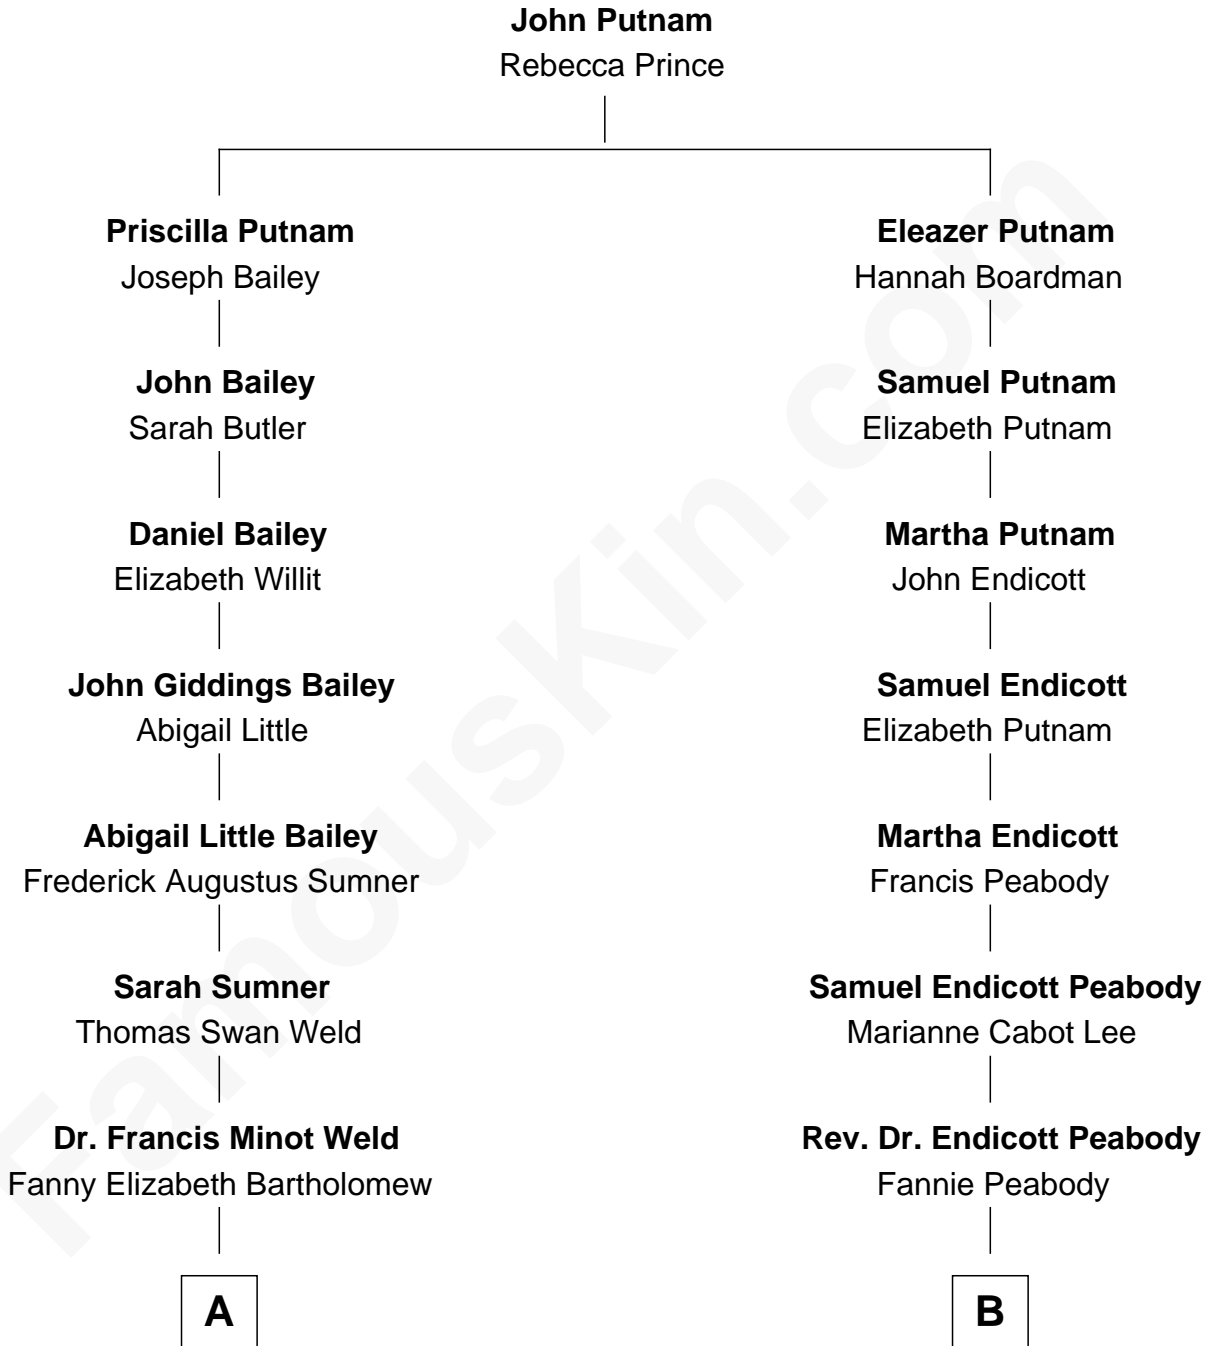 John Putnam
Rebecca Prince
Priscilla Putnam
Joseph Bailey
Eleazer Putnam
Hannah Boardman
John Bailey
Sarah Butler
Samuel Putnam
Elizabeth Putnam
Daniel Bailey
Elizabeth Willit
Martha Putnam
John Endicott
John Giddings Bailey
Abigail Little
Samuel Endicott
Elizabeth Putnam
Abigail Little Bailey
Frederick Augustus Sumner
Martha Endicott
Francis Peabody
Sarah Sumner
Thomas Swan Weld
Samuel Endicott Peabody
Marianne Cabot Lee
Dr. Francis Minot Weld
Fanny Elizabeth Bartholomew
Rev. Dr. Endicott Peabody
Fannie Peabody
A
B
FamousKin.com